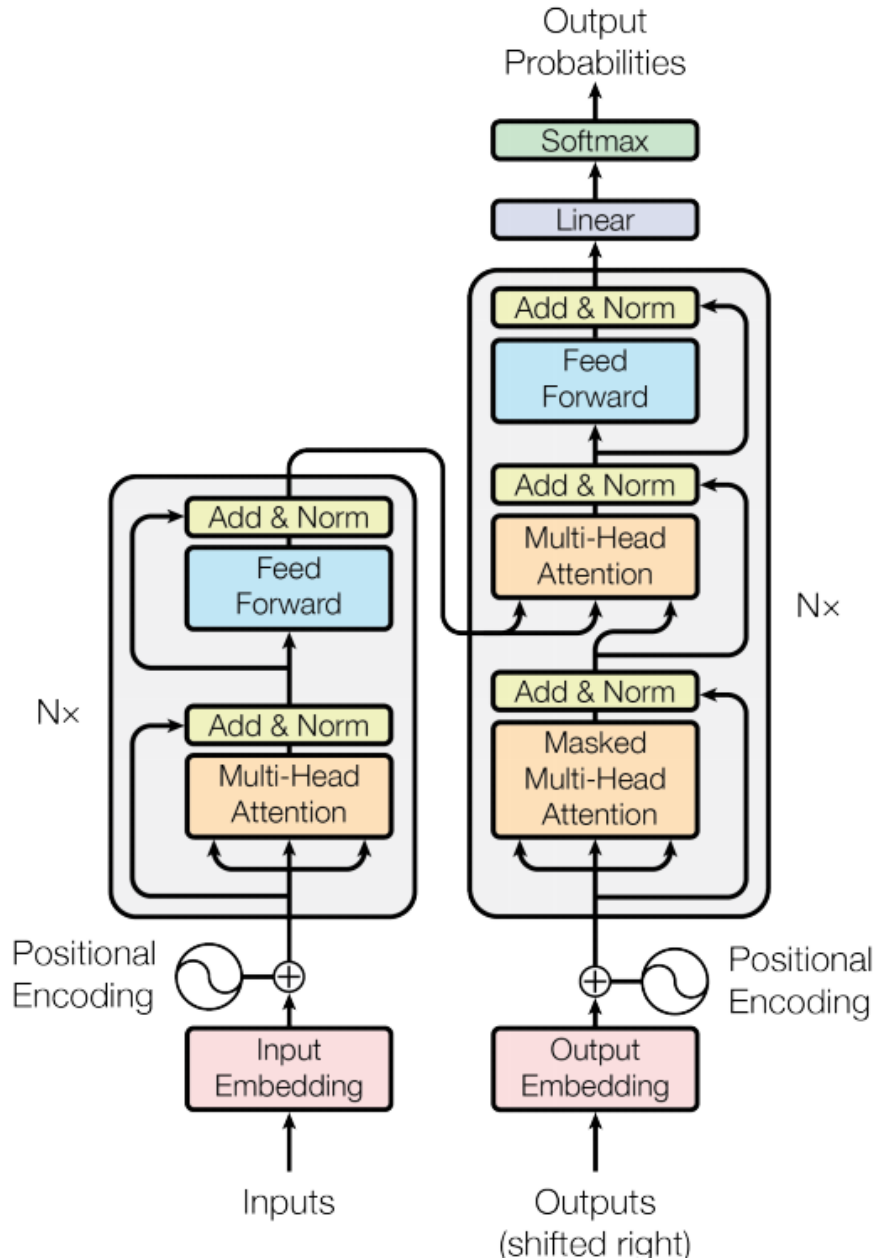 Output
Probabilities
Softmax
Linear
Add & Norm
Feed
Forward
Add & Norm
Multi-Head
Attention
Add & Norm
Masked
Multi-Head
Attention
N×
Add & Norm
Feed
Forward
Add & Norm
Multi-Head
Attention
N×
Positional
Encoding
Positional
Encoding
Input
Embedding
Output
Embedding
Inputs
Outputs
(shifted right)